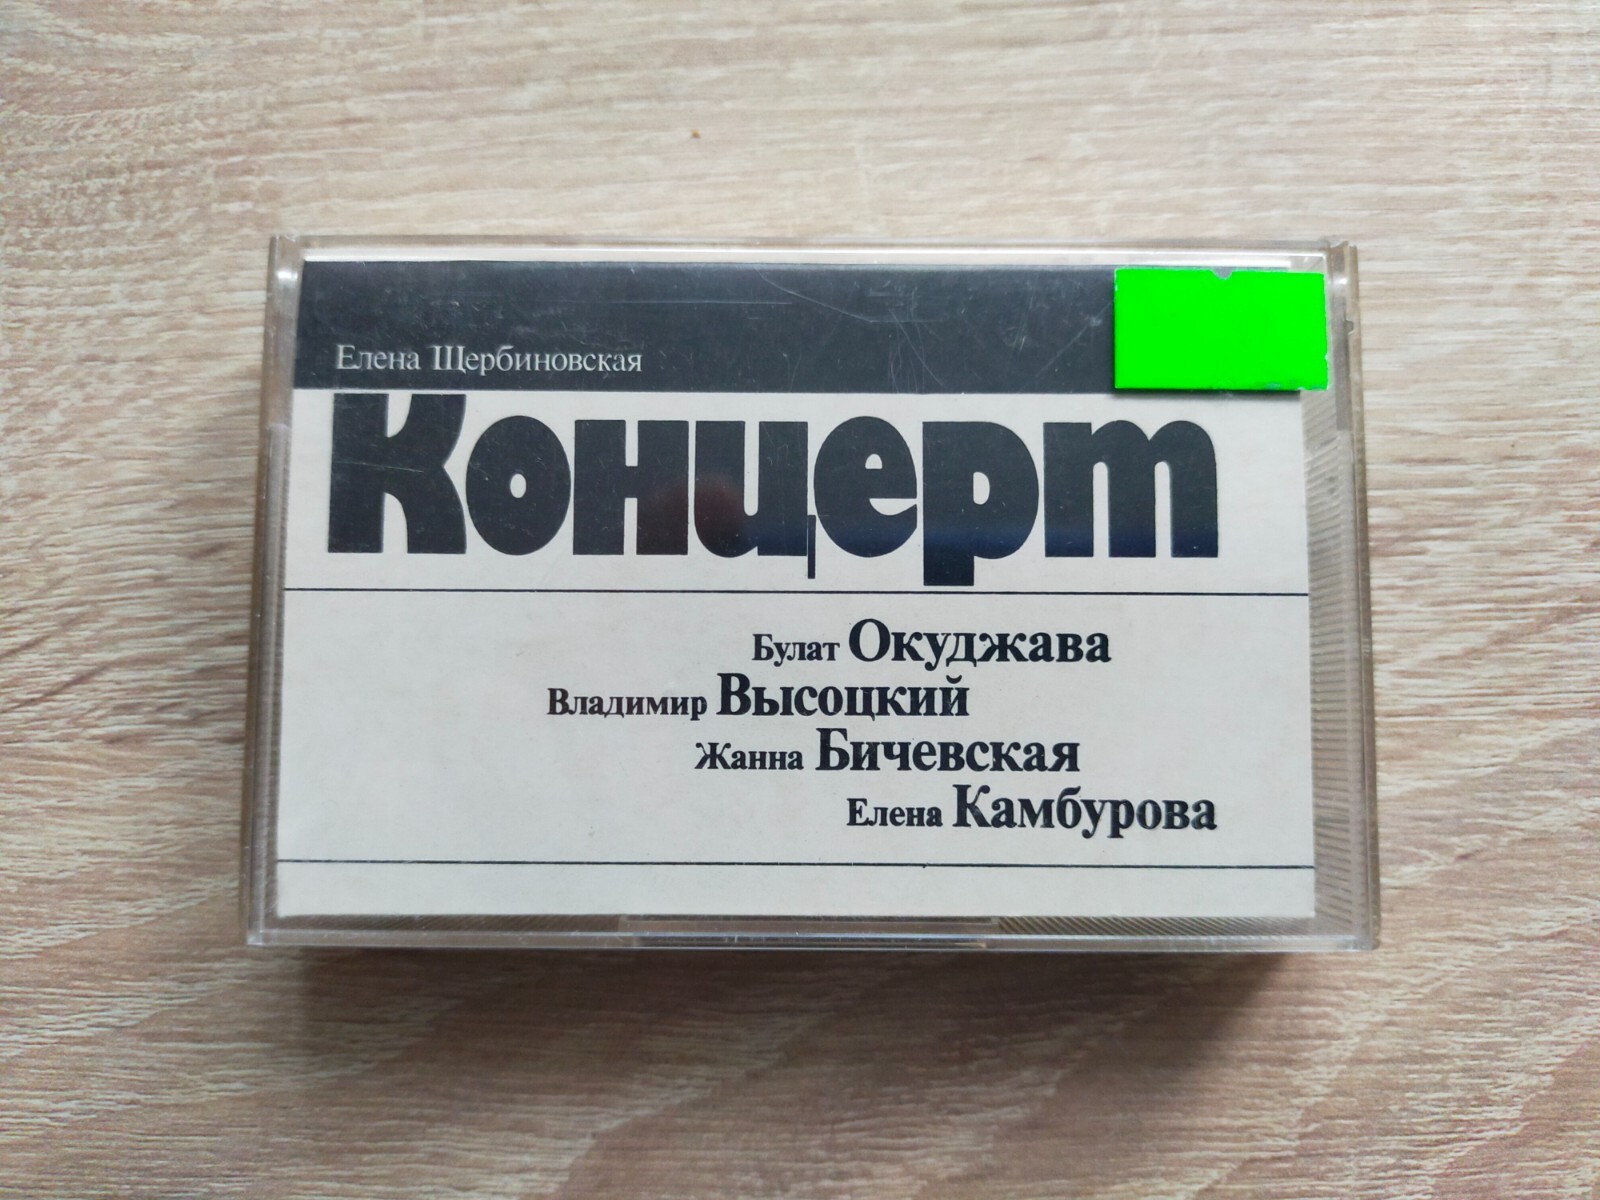 Елена Щербиновская
Концерт
Булат Окуджава
Владимир Высоцкий
Жанна Бичевская
Елена Камбурова